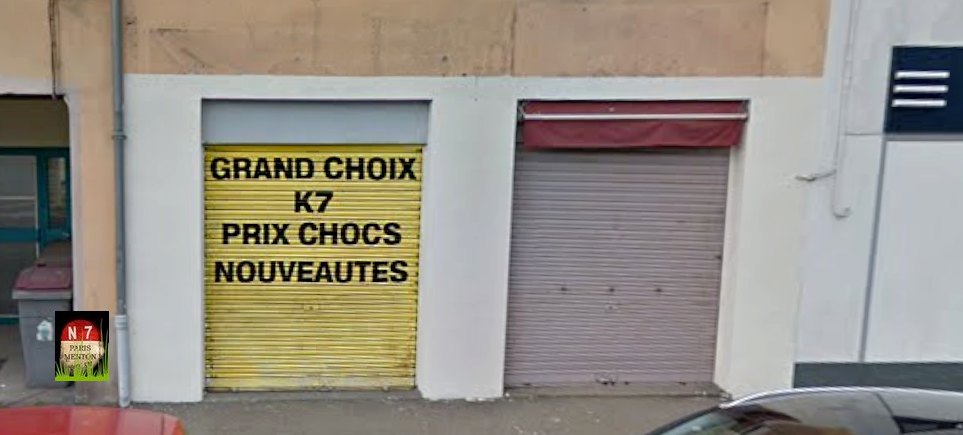 GRAND CHOIX
K7
PRIX CHOCS
NOUVEAUTES
N 7
PARIS
MENTON